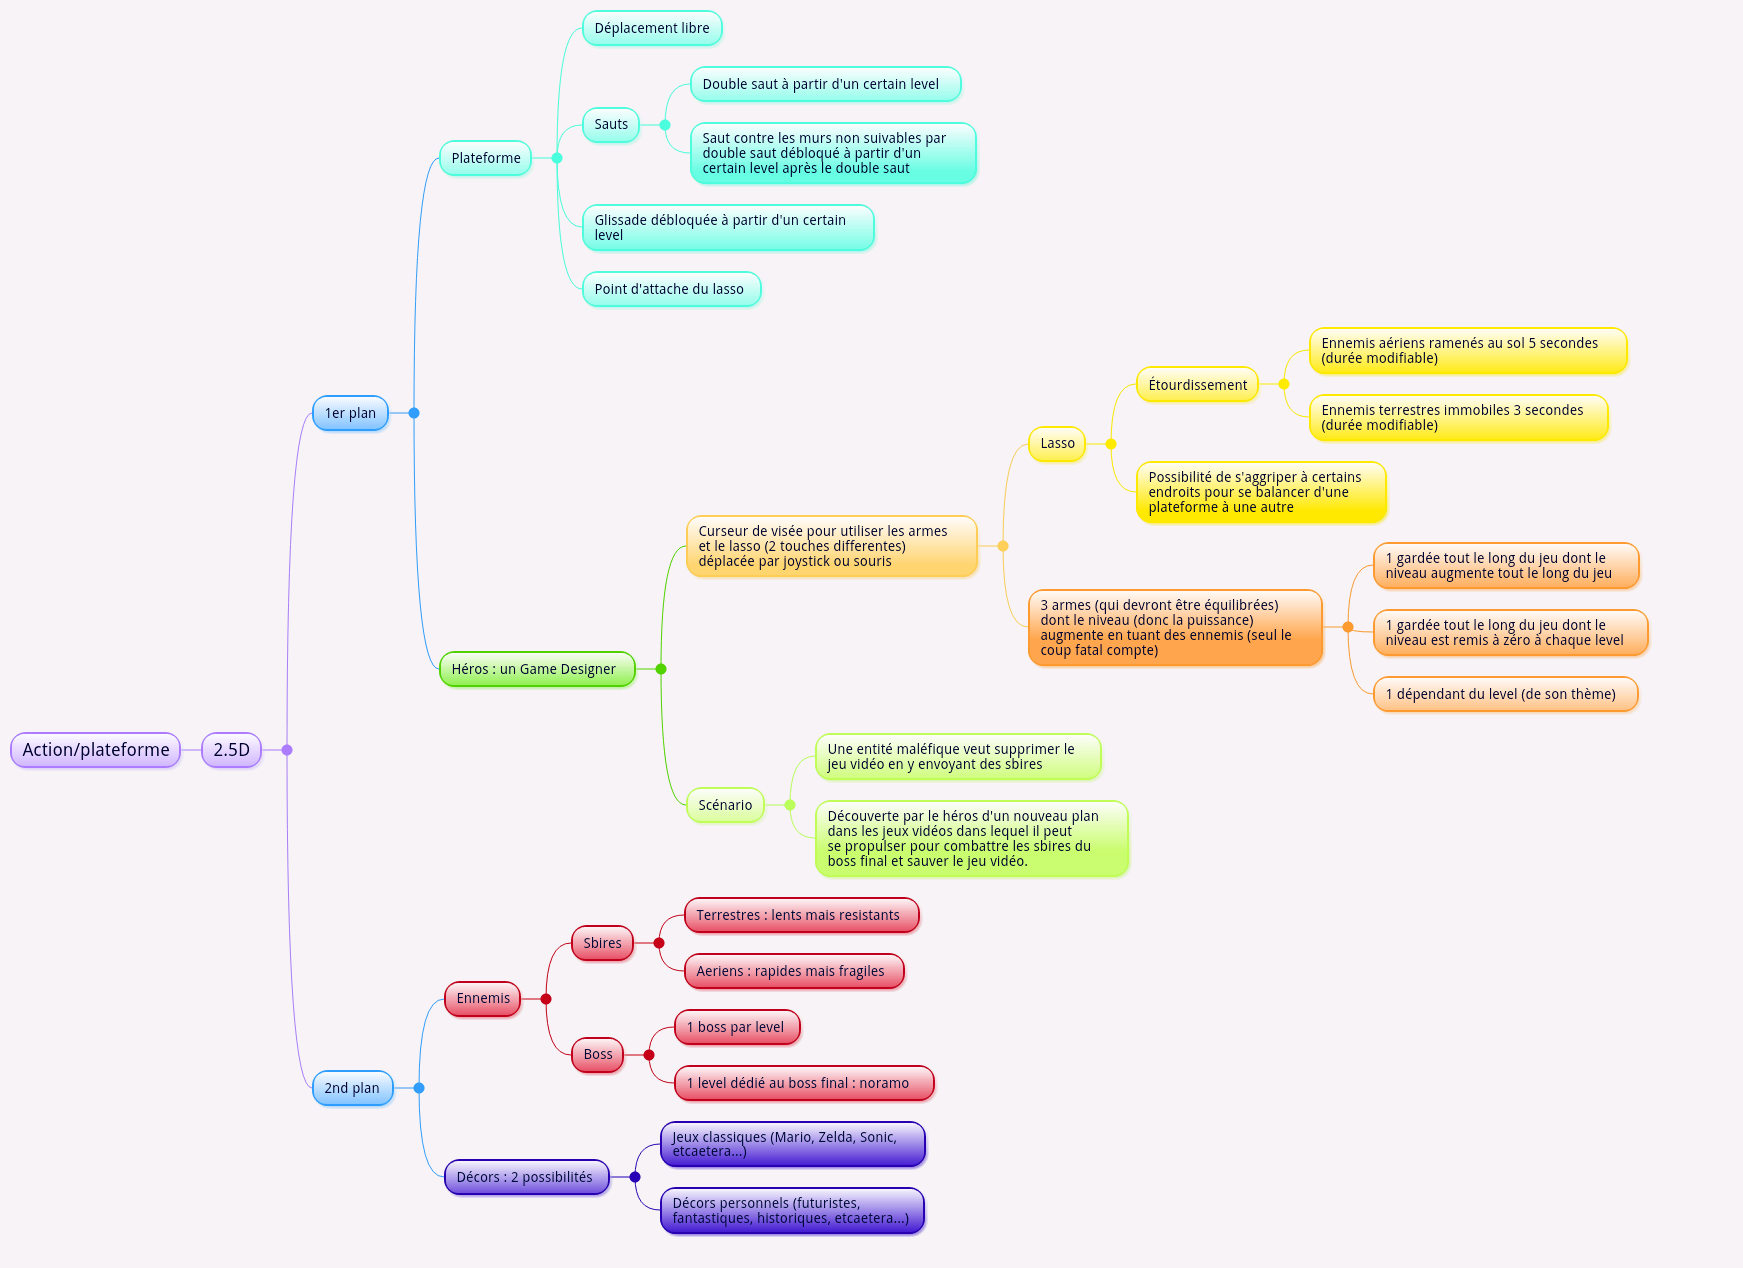 Action/plateforme
2.5D
1er plan
Plateforme
Déplacement libre
Sauts
Double saut à partir d'un certain level
Saut contre les murs non suivables par
double saut débloqué à partir d'un
certain level après le double saut
Glissade débloquée à partir d'un certain
level
Point d'attache du lasso
Héros : un Game Designer
Curseur de visée pour utiliser les armes
et le lasso (2 touches differentes)
déplacée par joystick ou souris
Lasso
Étourdissement
Ennemis aériens ramenés au sol 5 secondes
(durée modifiable)
Ennemis terrestres immobiles 3 secondes
(durée modifiable)
Possibilité de s'aggriper à certains
endroits pour se balancer d'une
plateforme à une autre
3 armes (qui devront être équilibrées)
dont le niveau (donc la puissance)
augmente en tuant des ennemis (seul le
coup fatal compte)
1 gardée tout le long du jeu dont le
niveau augmente tout le long du jeu
1 gardée tout le long du jeu dont le
niveau est remis à zéro à chaque level
1 dépendant du level (de son thème)
Scénario
Une entité maléfique veut supprimer le
jeu vidéo en y envoyant des sbires
Découverte par le héros d'un nouveau plan
dans les jeux vidéos dans lequel il peut
se propulser pour combattre les sbires du
boss final et sauver le jeu vidéo.
2nd plan
Ennemis
Sbires
Terrestres : lents mais resistants
Aeriens : rapides mais fragiles
Boss
1 boss par level
1 level dédié au boss final : noramo
Décors : 2 possibilités
Jeux classiques (Mario, Zelda, Sonic,
etcaetera...)
Décors personnels (futuristes,
fantastiques, historiques, etcaetera...)